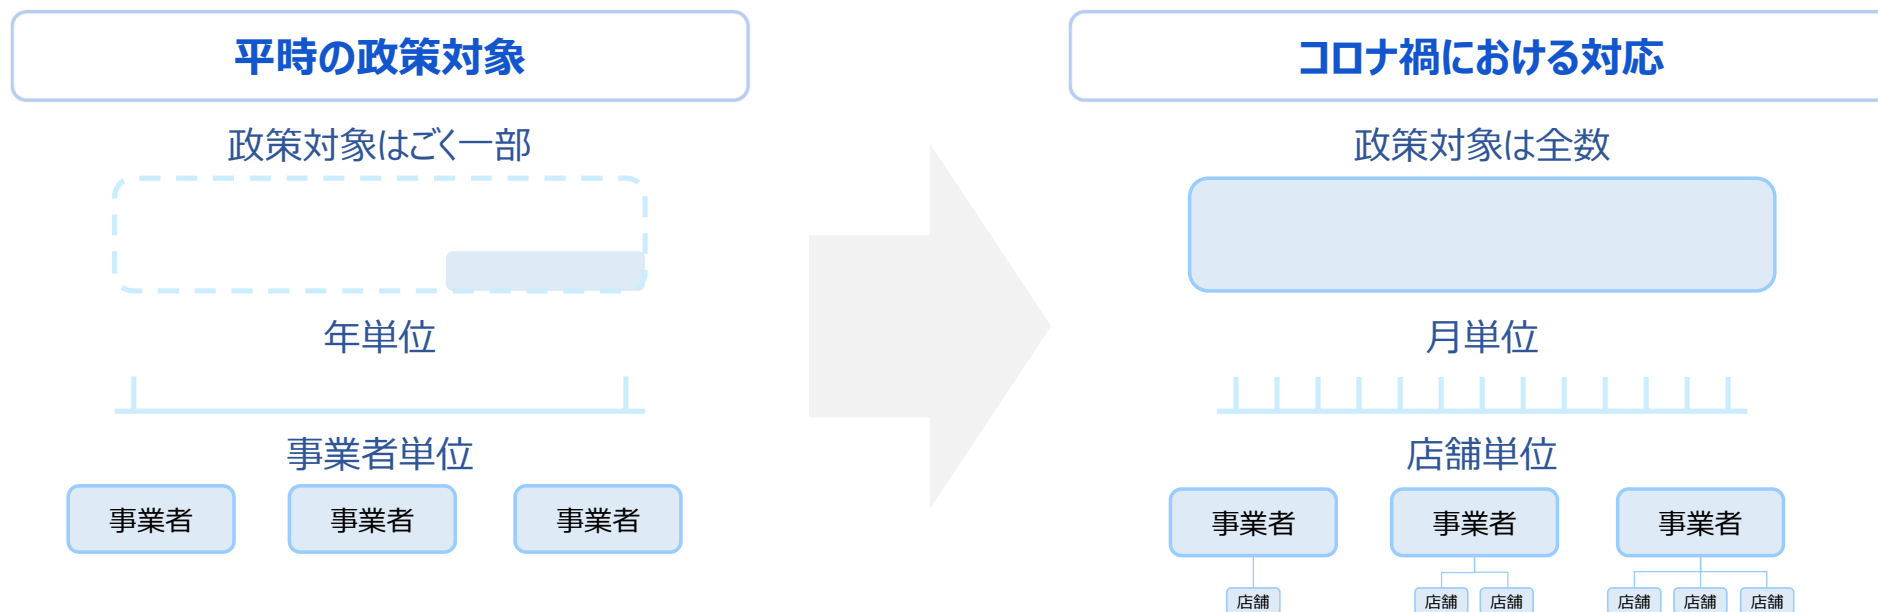 平時の政策対象
政策対象はごく一部
年単位
事業者単位
事業者 事業者 事業者
コロナ禍における対応
政策対象は全数
月単位
店舗単位
事業者 事業者 事業者
店舗 店舗 店舗 店舗 店舗 店舗